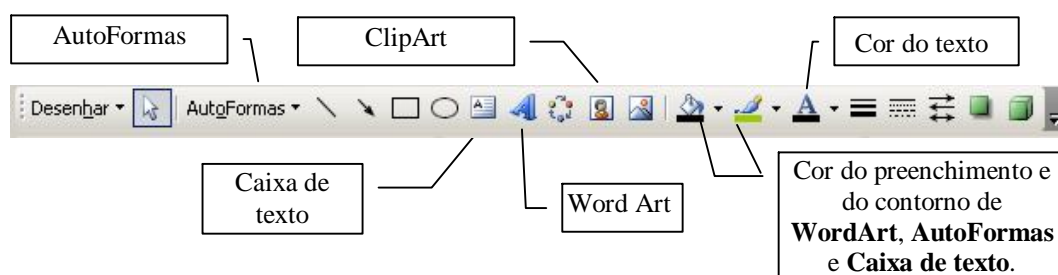 AutoFormas
ClipArt
Cor do texto
Desenhar
AutoFormas
Caixa de
texto
Word Art
Cor do preenchimento e
do contorno de
WordArt, AutoFormas
e Caixa de texto.